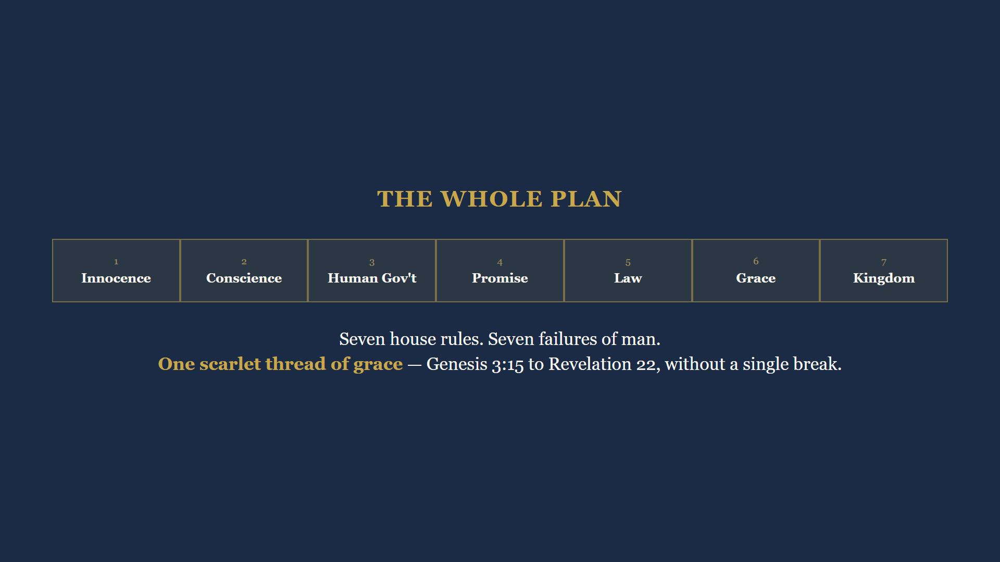 THE WHOLE PLAN
1
Innocence
2
Conscience
3
Human Gov't
4
Promise
5
Law
6
Grace
7
Kingdom
Seven house rules. Seven failures of man.
One scarlet thread of grace — Genesis 3:15 to Revelation 22, without a single break.